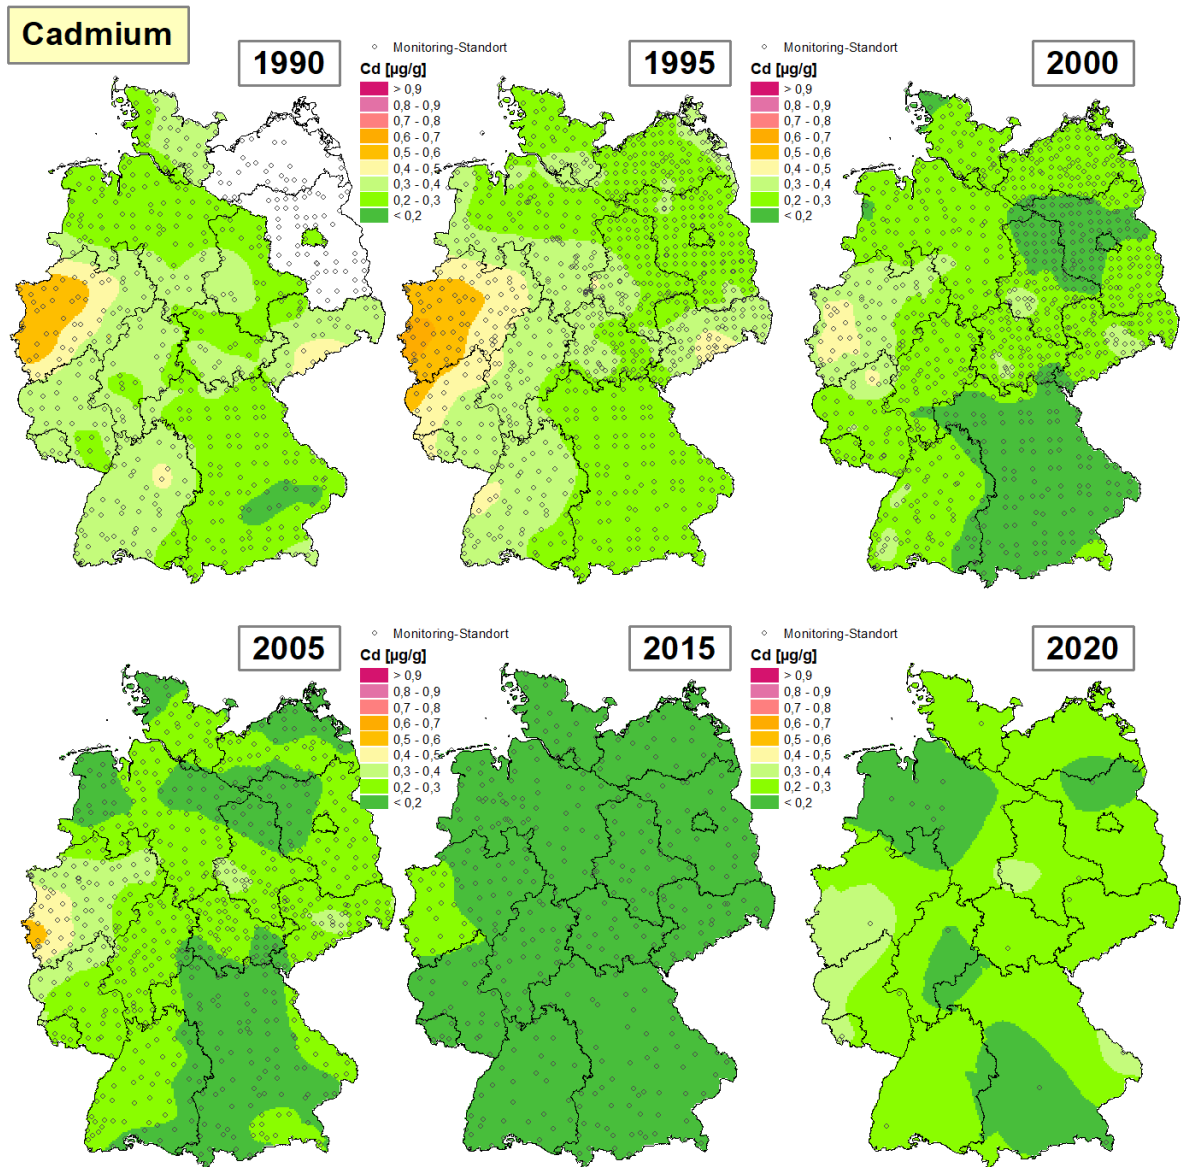 Cadmium
1990
Monitoring-Standort
Cd [µg/g]
> 0,9
0,8 - 0,9
0,7 - 0,8
0,6 - 0,7
0,5 - 0,6
0,4 - 0,5
0,3 - 0,4
0,2 - 0,3
< 0,2
1995
Monitoring-Standort
Cd [µg/g]
> 0,9
0,8 - 0,9
0,7 - 0,8
0,6 - 0,7
0,5 - 0,6
0,4 - 0,5
0,3 - 0,4
0,2 - 0,3
< 0,2
2000
2005
Monitoring-Standort
Cd [µg/g]
> 0,9
0,8 - 0,9
0,7 - 0,8
0,6 - 0,7
0,5 - 0,6
0,4 - 0,5
0,3 - 0,4
0,2 - 0,3
< 0,2
2015
Monitoring-Standort
Cd [µg/g]
> 0,9
0,8 - 0,9
0,7 - 0,8
0,6 - 0,7
0,5 - 0,6
0,4 - 0,5
0,3 - 0,4
0,2 - 0,3
< 0,2
2020